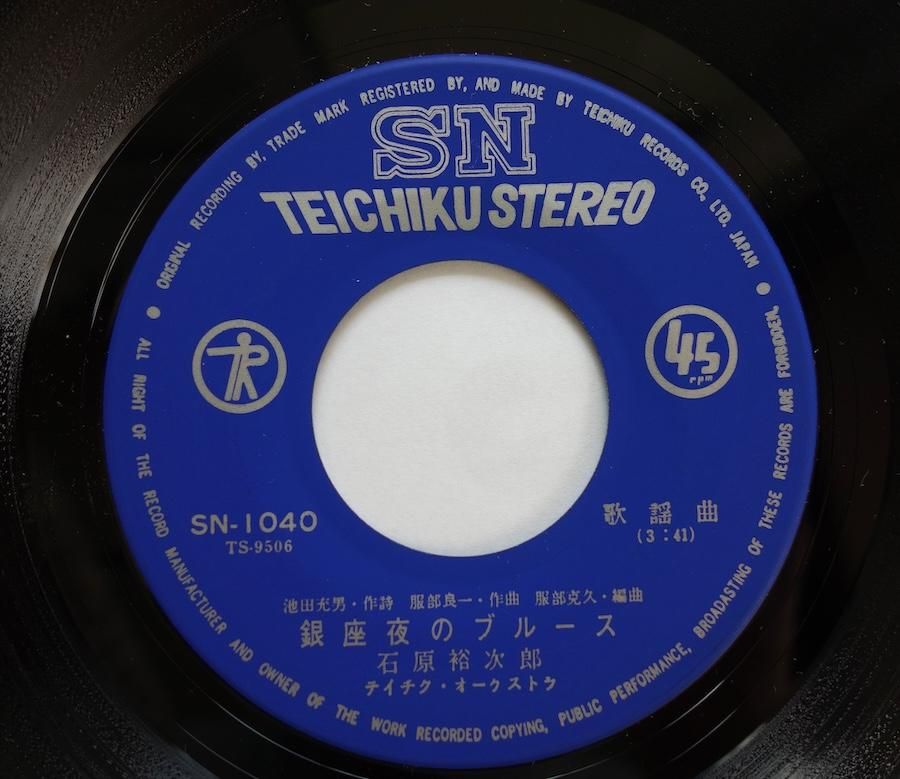 ORIGINAL RECORDING BY, TRADE MARK REGISTERED BY, AND MADE BY TEICHIKU RECORDS CO., LTD. JAPAN
SN
TEICHIKU STEREO
TR
45
rpm
SN-1040
TS-9506
歌謡曲
(3:41)
池田充男・作詩 服部良一・作曲 服部克久・編曲
銀座夜のブルース
石原裕次郎
テイチク・オーケストラ
ALL RIGHT OF THE RECORD MANUFACTURER AND OWNER OF THE WORK RECORDED COPYING, PUBLIC PERFORMANCE, BROADASTING OF THESE RECORDS ARE FORBIDDEN.